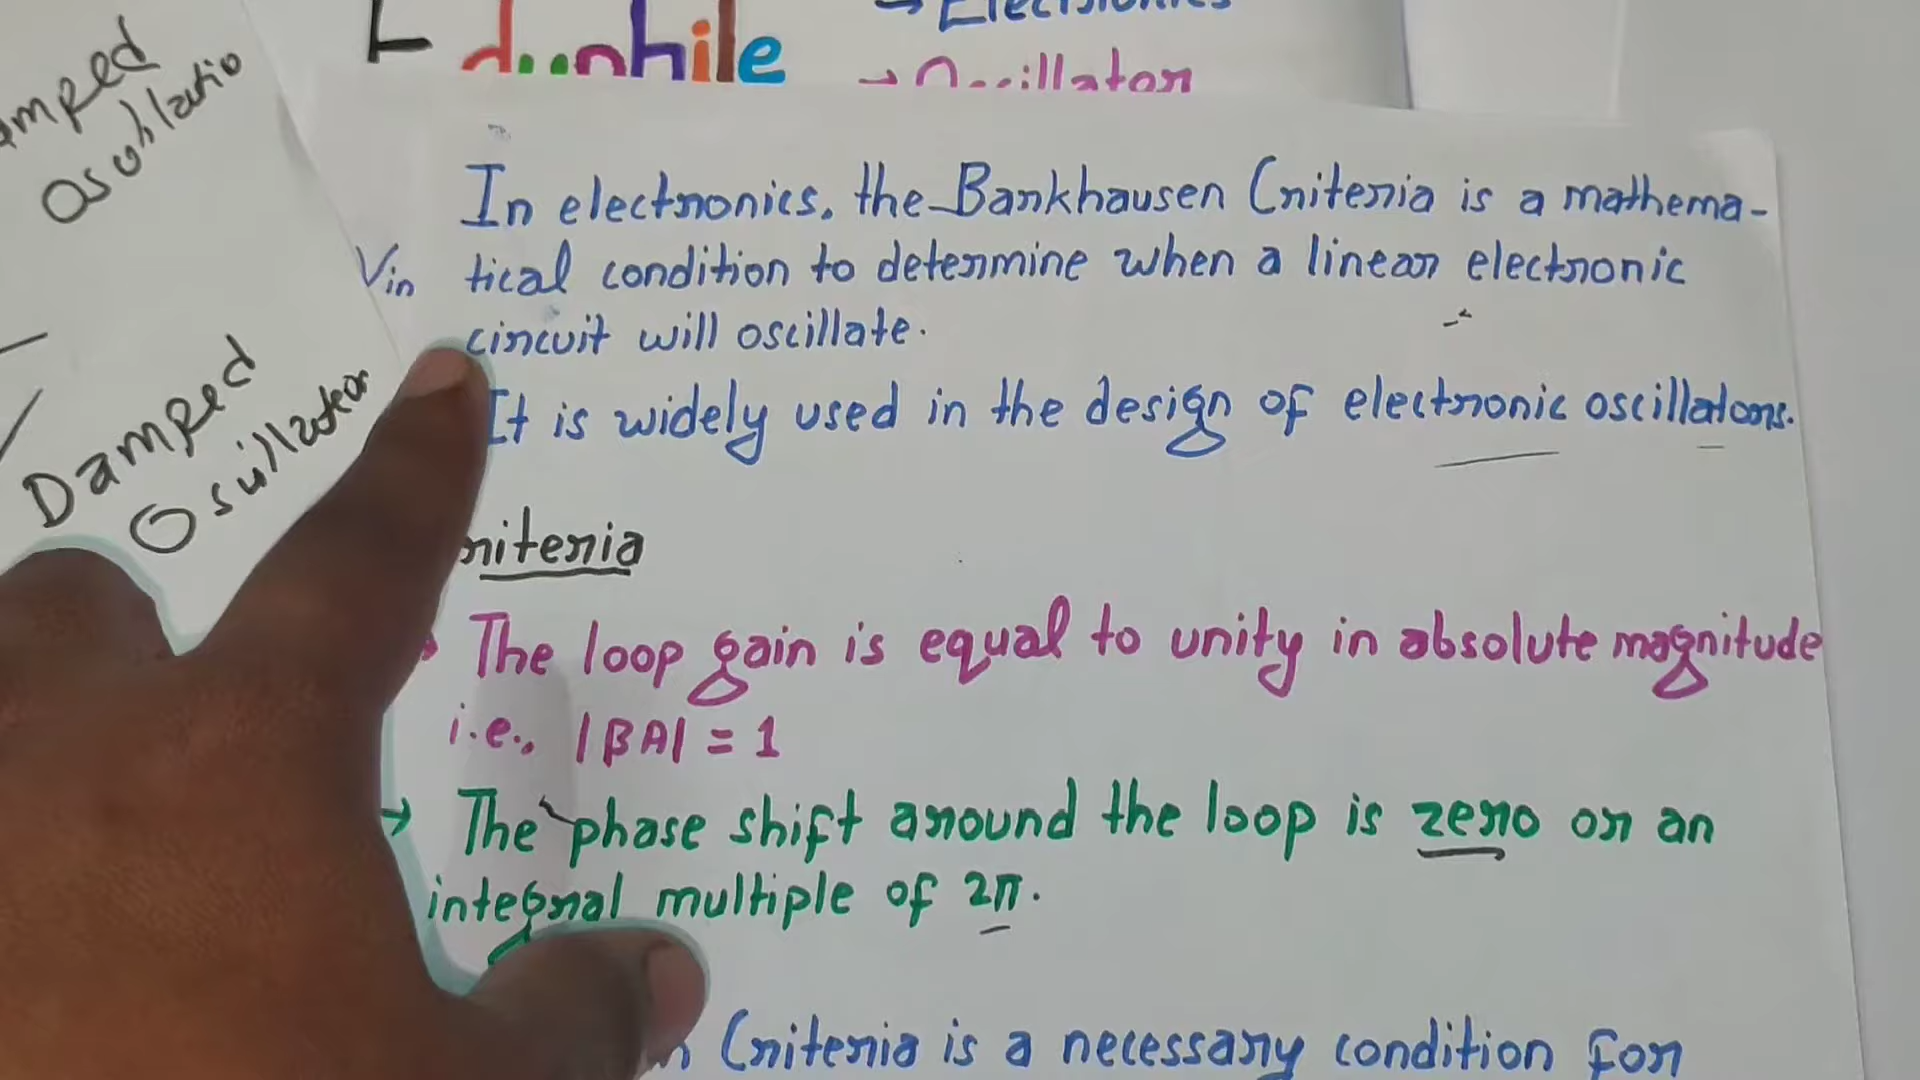 → Electronics
→ Oscillator
Damped
Oscillator
Vin
In electronics, the Barkhausen Criteria is a mathema-
tical condition to determine when a linear electronic
circuit will oscillate.
It is widely used in the design of electronic oscillators.
riteria
The loop gain is equal to unity in absolute magnitude
i.e., |βA| = 1
→ The phase shift around the loop is zero or an
integral multiple of 2π.
Criteria is a necessary condition for